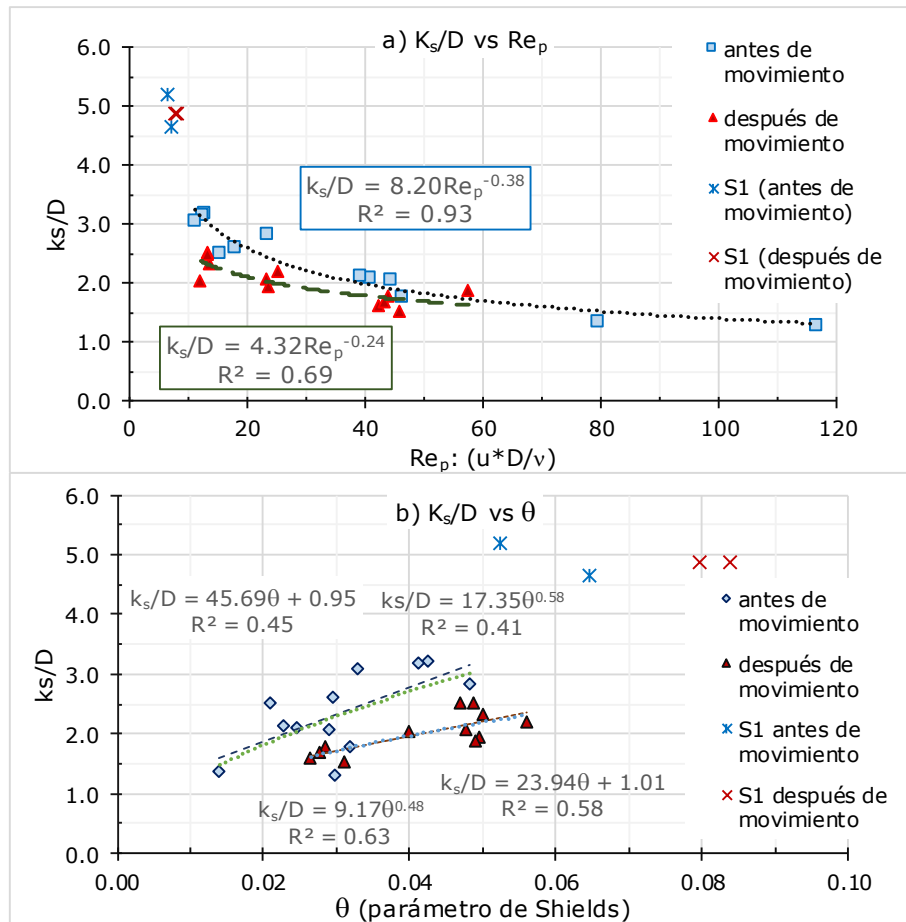 a) Ks/D vs Rep
6.0
5.0
4.0
3.0
2.0
1.0
0.0
ks/D
ks/D = 8.20Rep^-0.38
R² = 0.93
ks/D = 4.32Rep^-0.24
R² = 0.69
0 20 40 60 80 100 120
Rep: (u*D/ν)
antes de
movimiento
después de
movimiento
S1 (antes de
movimiento)
S1 (después de
movimiento)
b) Ks/D vs θ
6.0
5.0
4.0
3.0
2.0
1.0
0.0
ks/D
ks/D = 45.69θ + 0.95
R² = 0.45
ks/D = 17.35θ^0.58
R² = 0.41
ks/D = 23.94θ + 1.01
R² = 0.58
ks/D = 9.17θ^0.48
R² = 0.63
0.00 0.02 0.04 0.06 0.08 0.10
θ (parámetro de Shields)
antes de
movimiento
después de
movimiento
S1 antes de
movimiento
S1 después de
movimiento